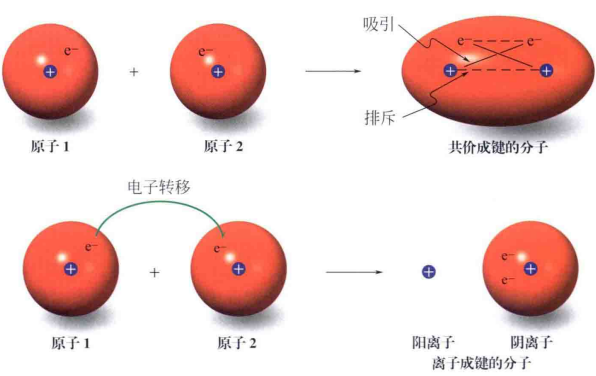 吸引
e⁻ e⁻ e⁻ e⁻
+ + + + +
排斥
原子 1 原子 2 共价成键的分子
电子转移
e⁻ e⁻ e⁻
+ + + + +
e⁻
原子 1 原子 2 阳离子 阴离子
离子成键的分子